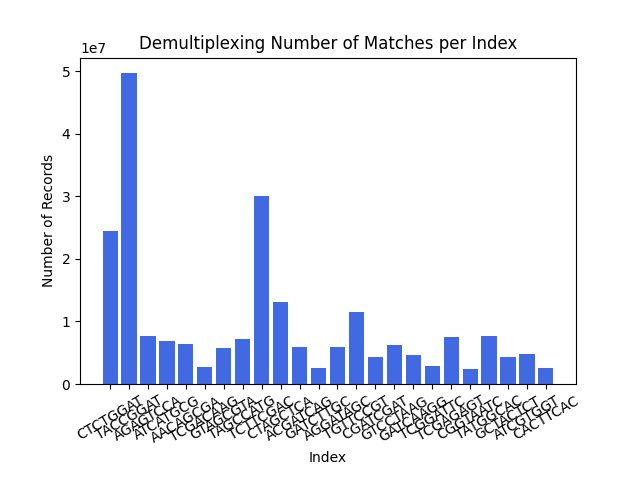 Demultiplexing Number of Matches per Index
1e7
5
4
3
2
1
0
Number of Records
CTCTGGAT
TACCGGAT
AGAGTCCA
ATCATGCG
AACAGCGA
TCGACAAG
GTAGCGTA
TAGCCATG
TCTTCGAC
CTAGCTCA
ACGATCAG
GATCTTGC
AGGATAGC
TGTTCCGT
CGATCGAT
GTCCTAAG
GATCAAGG
TCGGATTC
TCGAGAGT
CGGTAATC
TATGGCAC
GCTACTCT
ATCGTGGT
CACTTCAC
Index